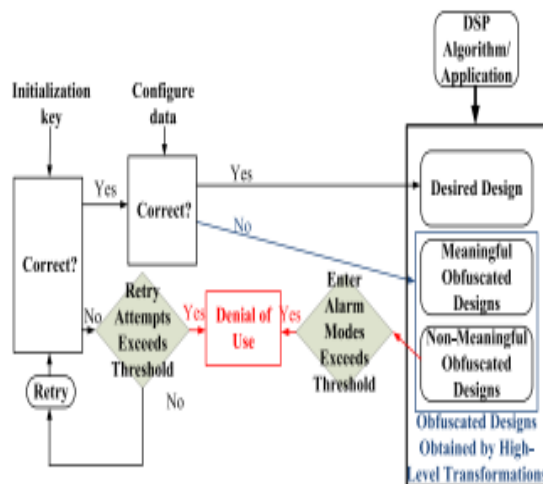 DSP
Algorithm/
Application
Initialization
key
Configure
data
Yes
Correct?
Yes
Desired Design
No
Correct?
Meaningful
Obfuscated
Designs
No
Retry
Attempts
Exceeds
Threshold
Yes
Denial of
Use
Yes
Enter
Alarm
Modes
Exceeds
Threshold
Non-Meaningful
Obfuscated
Designs
Retry
No
Obfuscated Designs
Obtained by High-
Level Transformations